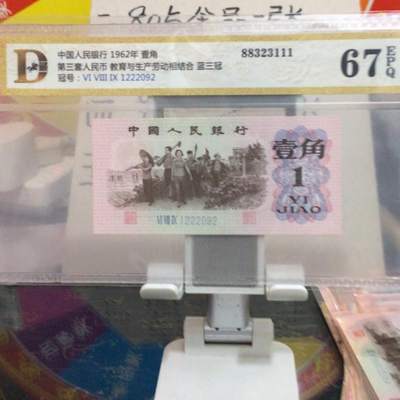 D
中国人民银行 1962年 壹角
88323111
第三套人民币 教育与生产劳动相结合 蓝三冠
冠号：VI VIII IX 1222092
67 EPQ
中國人民銀行
壹角
1
YI
JIAO
VI VIII IX 1222092